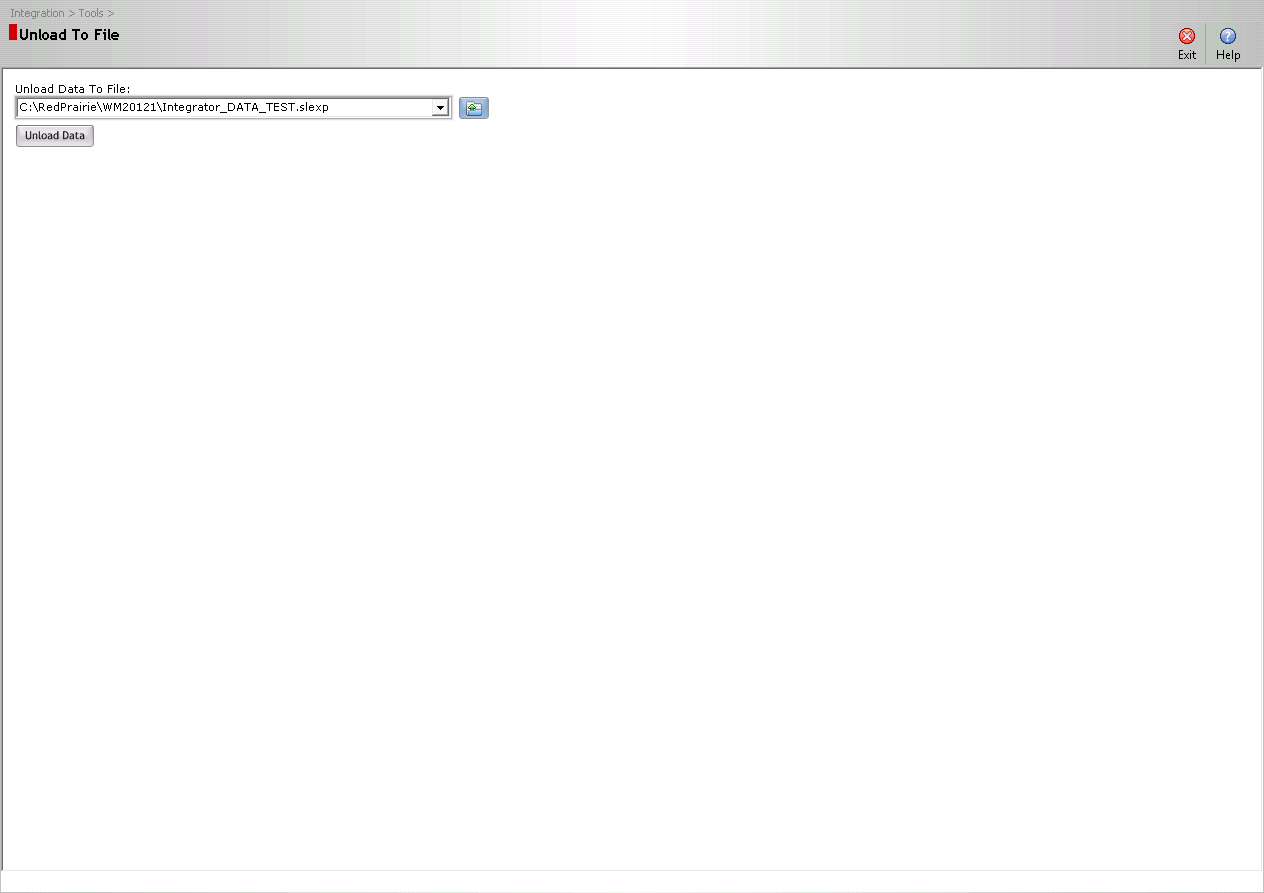 Integration > Tools >
Unload To File
Exit
Help
Unload Data To File:
C:\RedPrairie\WM20121\Integrator_DATA_TEST.slexp
Unload Data